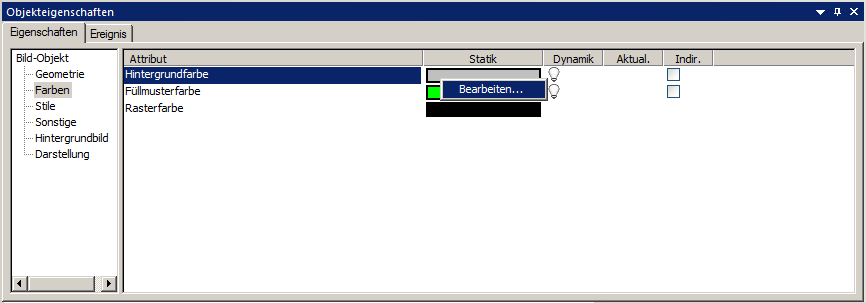 Objekteigenschaften
Eigenschaften Ereignis
Bild-Objekt
Geometrie
Farben
Stile
Sonstige
Hintergrundbild
Darstellung
Attribut Statik Dynamik Aktual. Indir.
Hintergrundfarbe
Bearbeiten...
Füllmusterfarbe
Rasterfarbe